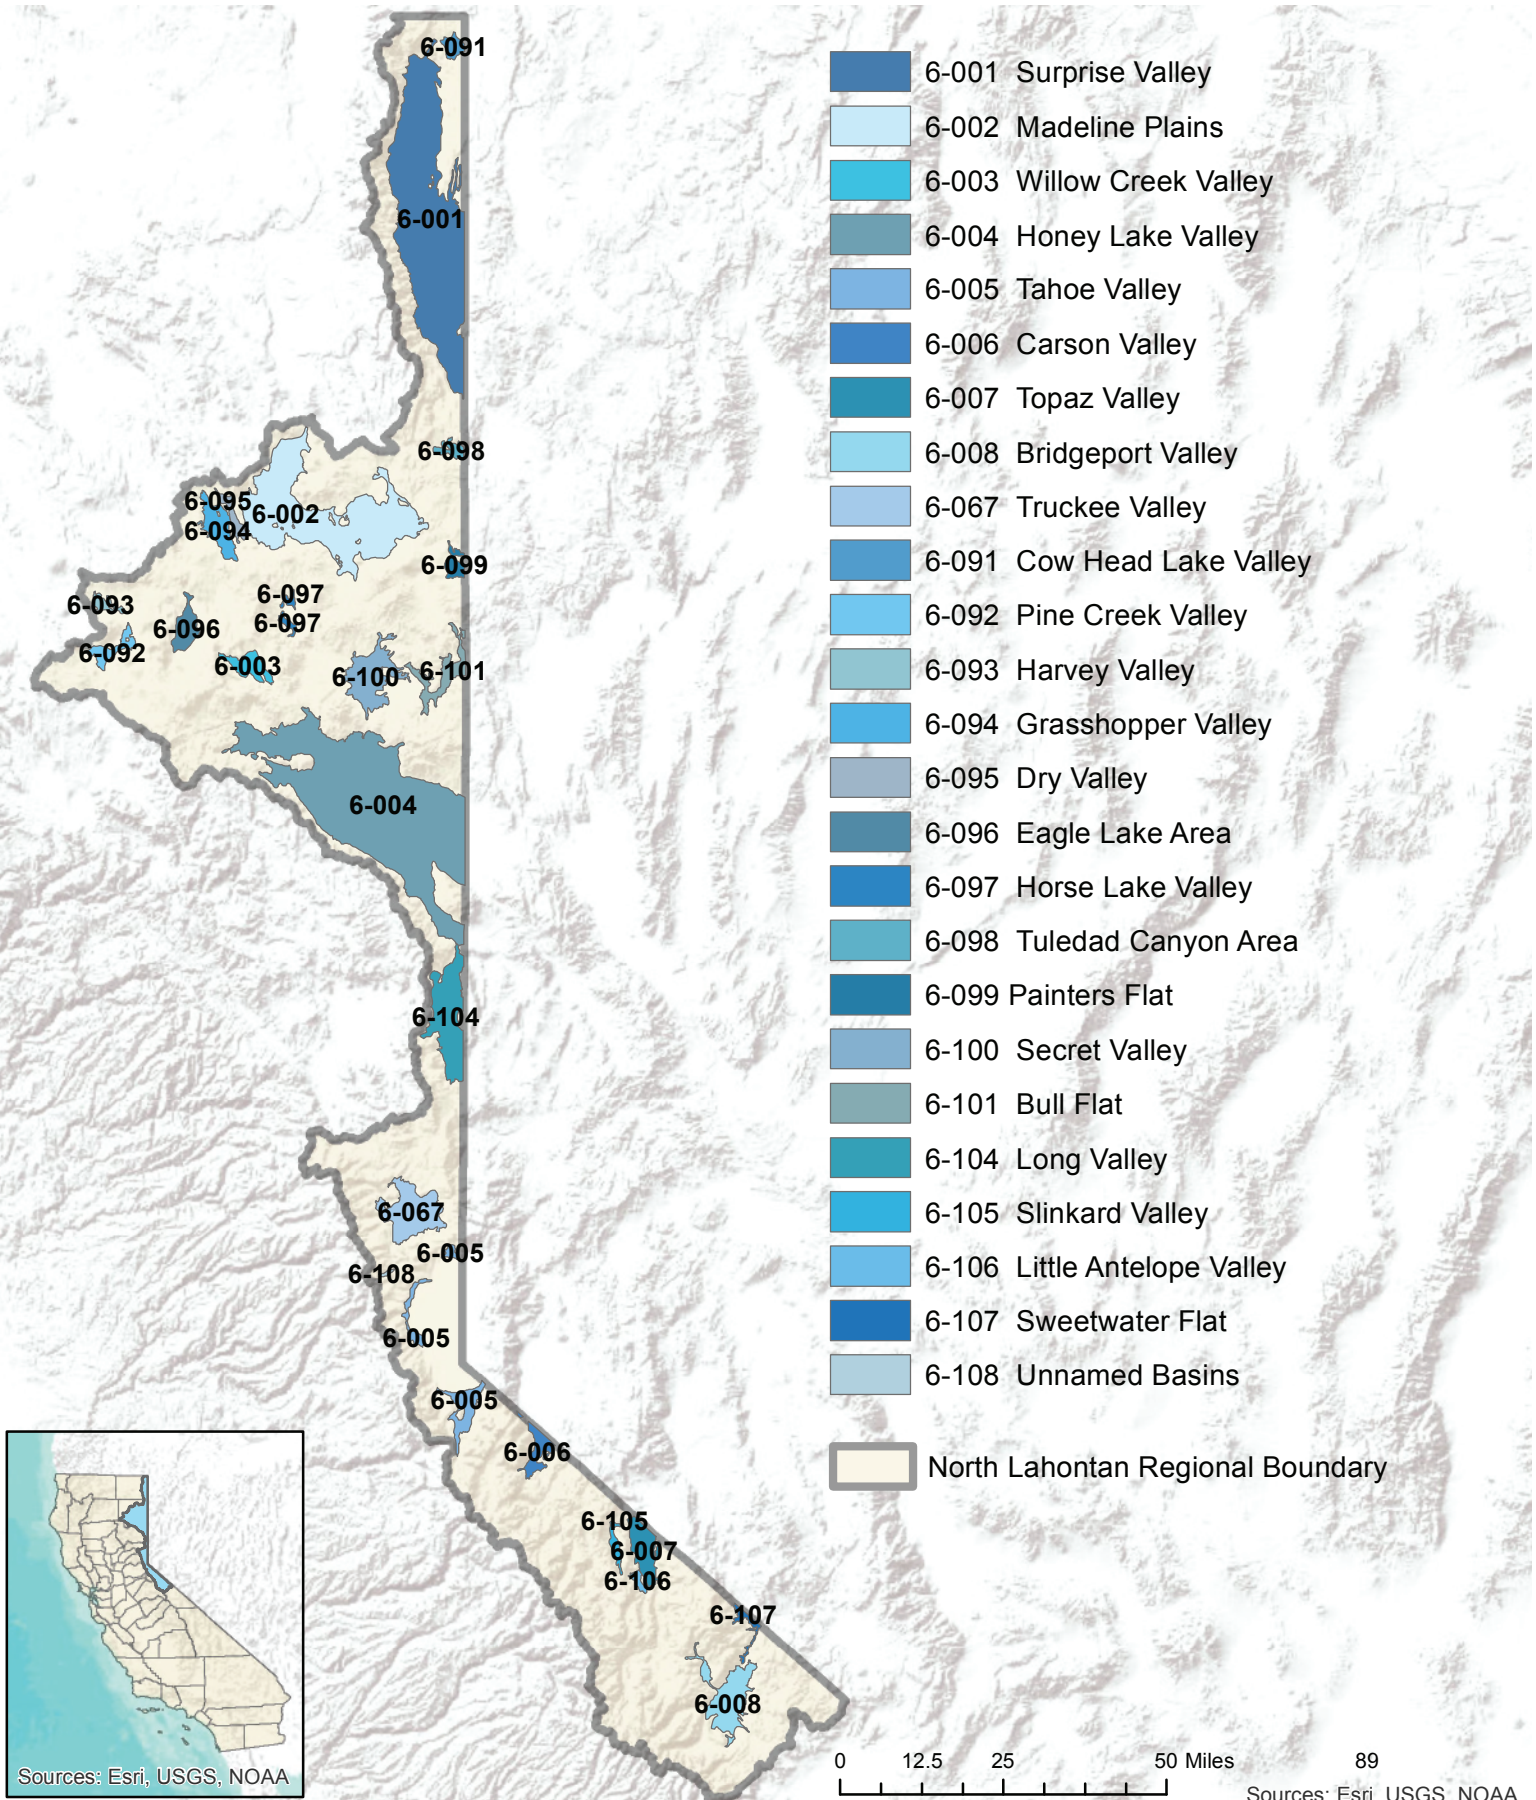 6-091
6-001
6-098
6-095
6-002
6-094
6-099
6-093
6-097
6-096
6-097
6-092
6-003
6-100
6-101
6-004
6-104
6-067
6-005
6-108
6-005
6-005
6-006
6-105
6-007
6-106
6-107
6-008
6-001 Surprise Valley
6-002 Madeline Plains
6-003 Willow Creek Valley
6-004 Honey Lake Valley
6-005 Tahoe Valley
6-006 Carson Valley
6-007 Topaz Valley
6-008 Bridgeport Valley
6-067 Truckee Valley
6-091 Cow Head Lake Valley
6-092 Pine Creek Valley
6-093 Harvey Valley
6-094 Grasshopper Valley
6-095 Dry Valley
6-096 Eagle Lake Area
6-097 Horse Lake Valley
6-098 Tuledad Canyon Area
6-099 Painters Flat
6-100 Secret Valley
6-101 Bull Flat
6-104 Long Valley
6-105 Slinkard Valley
6-106 Little Antelope Valley
6-107 Sweetwater Flat
6-108 Unnamed Basins
North Lahontan Regional Boundary
Sources: Esri, USGS, NOAA
0 12.5 25 50 Miles 89
Sources: Esri, USGS, NOAA